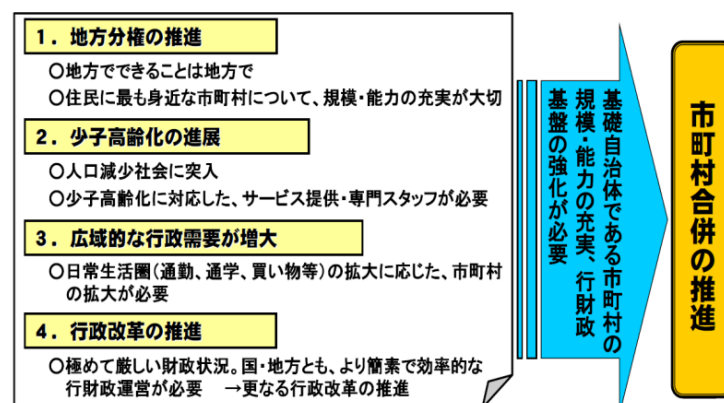 1．地方分権の推進
○地方でできることは地方で
○住民に最も身近な市町村について、規模・能力の充実が大切
2．少子高齢化の進展
○人口減少社会に突入
○少子高齢化に対応した、サービス提供・専門スタッフが必要
3．広域的な行政需要が増大
○日常生活圏（通勤、通学、買い物等）の拡大に応じた、市町村
の拡大が必要
4．行政改革の推進
○極めて厳しい財政状況。国・地方とも、より簡素で効率的な
行財政運営が必要　→更なる行政改革の推進
基礎自治体である市町村の
規模・能力の充実、行財政
基盤の強化が必要
市町村合併の推進